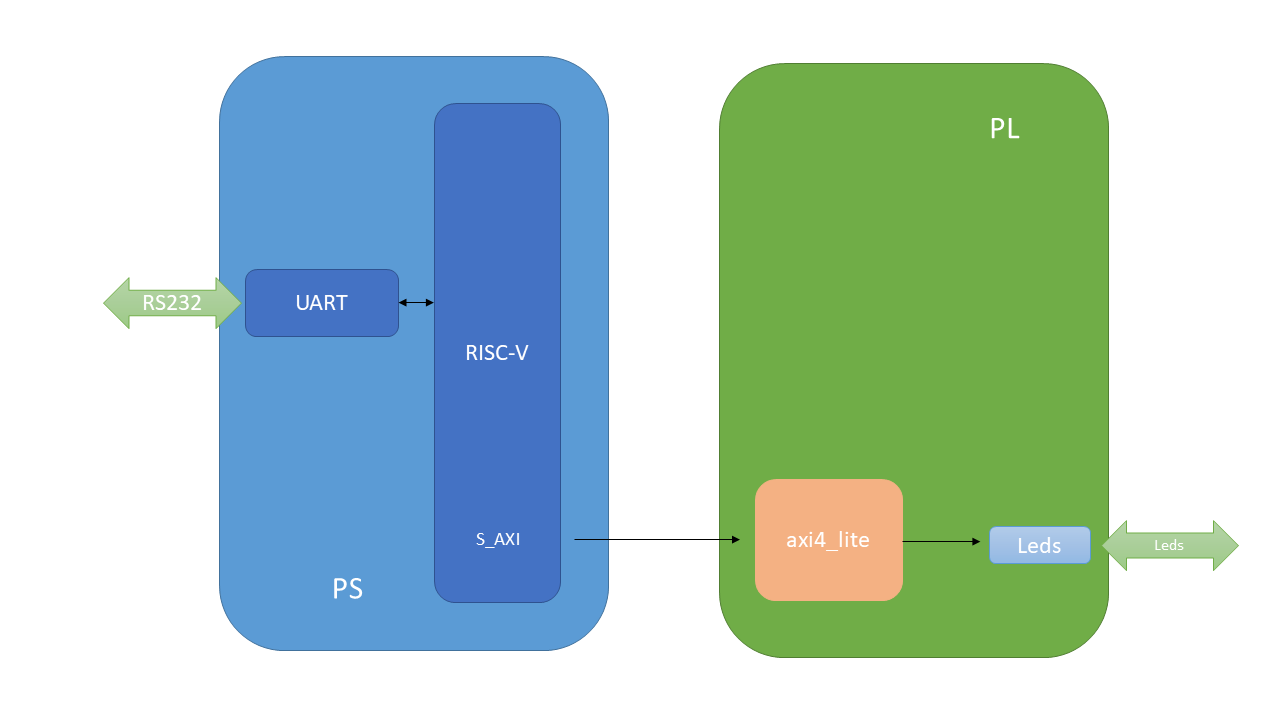 PL
RS232
UART
RISC-V
S_AXI
axi4_lite
Leds
Leds
PS